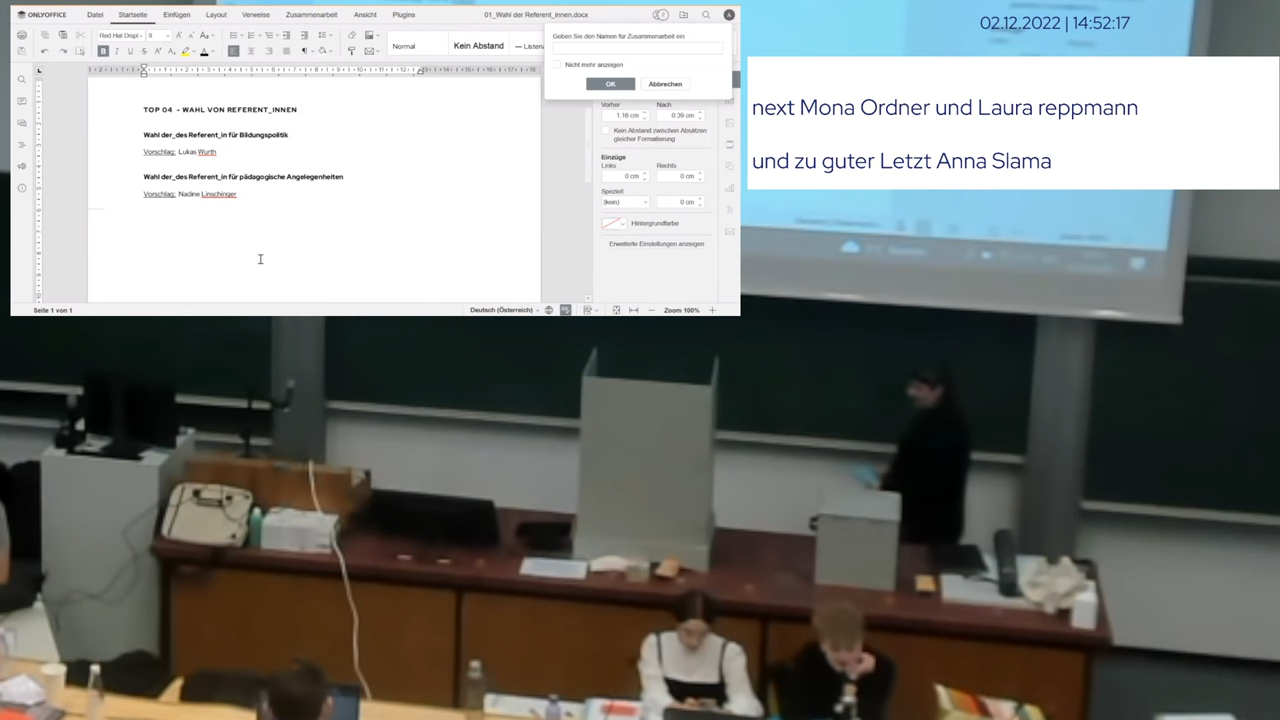 ONLYOFFICE
Datei Startseite Einfügen Layout Verweise Zusammenarbeit Ansicht Plugins
01_Wahl der Referent_innen.docx
Red Hat Displ 9
Normal
Kein Abstand
Geben Sie den Namen für Zusammenarbeit ein
Nicht mehr anzeigen
OK Abbrechen
TOP 04 - WAHL VON REFERENT_INNEN
Wahl der_des Referent_in für Bildungspolitik
Vorschlag: Lukas Wurth
Wahl der_des Referent_in für pädagogische Angelegenheiten
Vorschlag: Nadine Linschinger
Vorher Nach
1.16 cm 0.39 cm
Kein Abstand zwischen Absätzen
gleicher Formatierung
Einzüge
Links Rechts
0 cm 0 cm
Speziell
(kein) 0 cm
Hintergrundfarbe
Erweiterte Einstellungen anzeigen
Seite 1 von 1
Deutsch (Österreich)
Zoom 100%
02.12.2022 | 14:52:17
next Mona Ordner und Laura reppmann
und zu guter Letzt Anna Slama